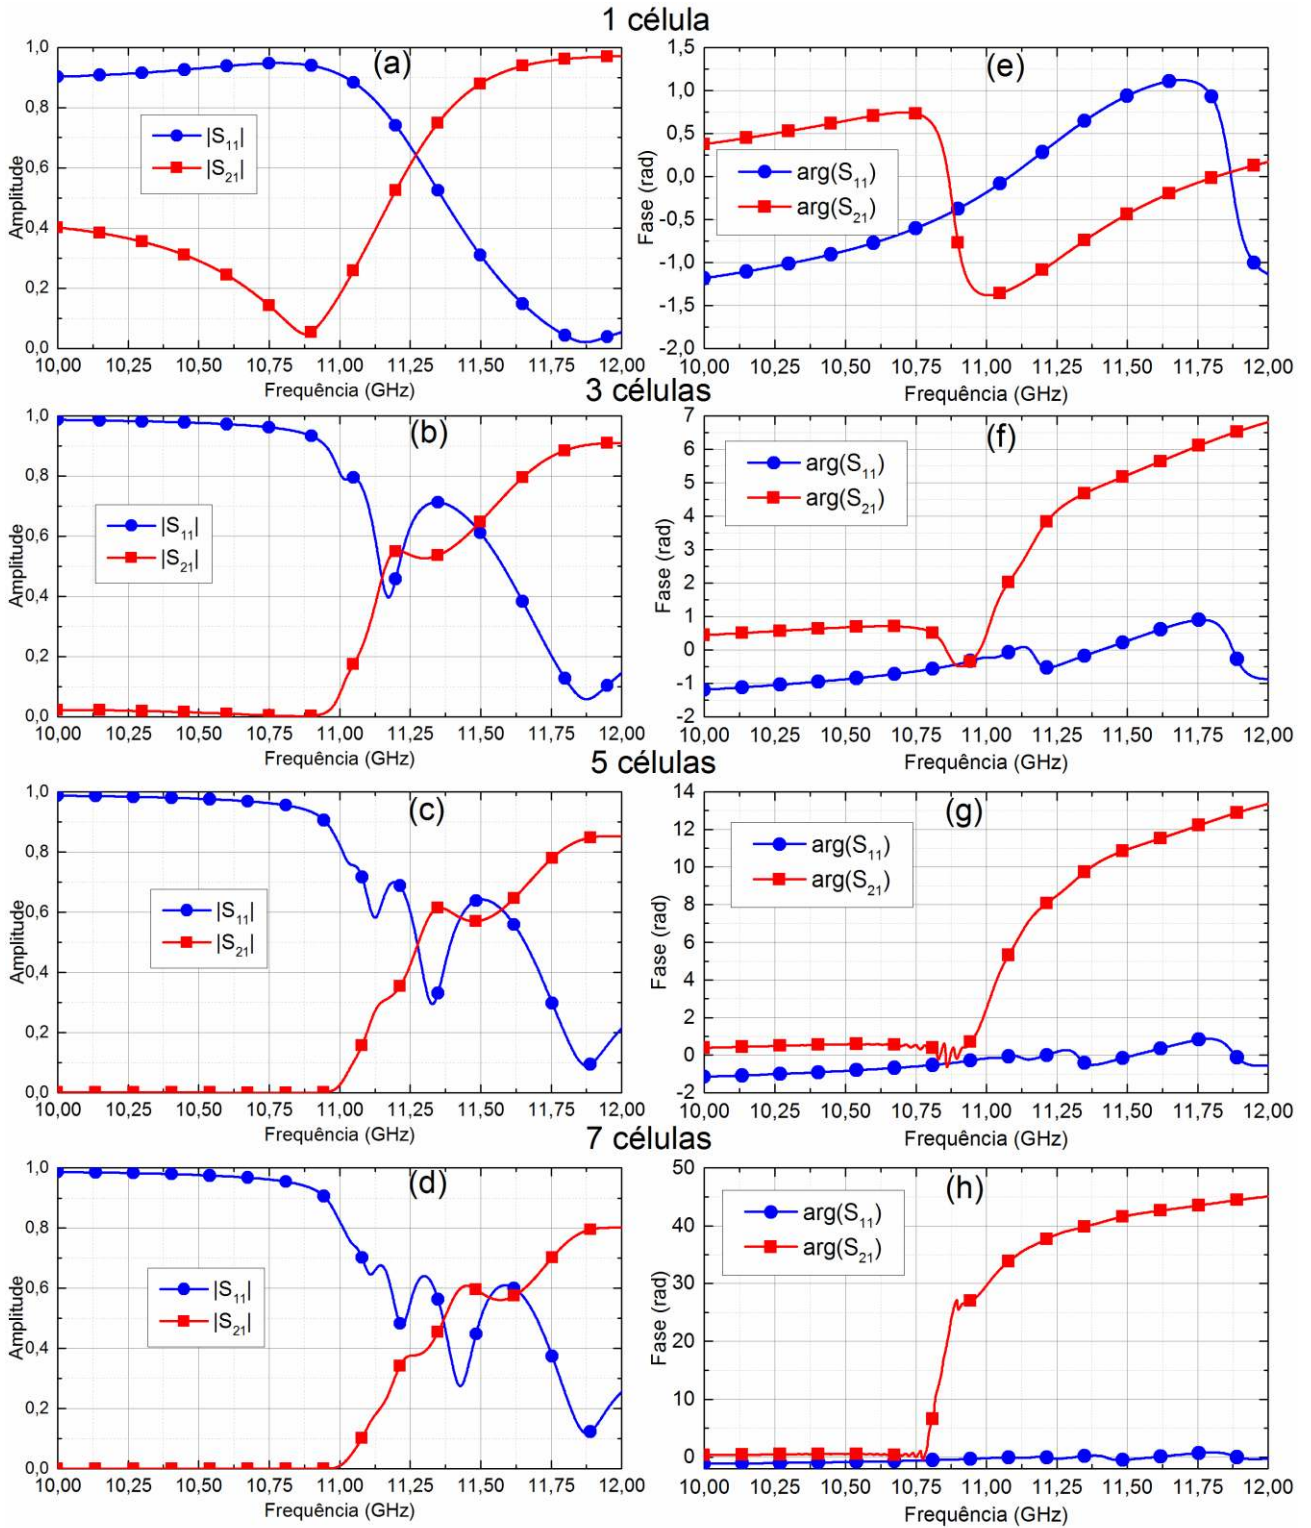 1 célula
(a)
Amplitude
1,0
0,8
0,6
0,4
0,2
0,0
|S11|
|S21|
10,00 10,25 10,50 10,75 11,00 11,25 11,50 11,75 12,00
Frequência (GHz)
(e)
Fase (rad)
1,5
1,0
0,5
0,0
-0,5
-1,0
-1,5
-2,0
arg(S11)
arg(S21)
10,00 10,25 10,50 10,75 11,00 11,25 11,50 11,75 12,00
Frequência (GHz)
3 células
(b)
Amplitude
1,0
0,8
0,6
0,4
0,2
0,0
|S11|
|S21|
10,00 10,25 10,50 10,75 11,00 11,25 11,50 11,75 12,00
Frequência (GHz)
(f)
Fase (rad)
7
6
5
4
3
2
1
0
-1
-2
arg(S11)
arg(S21)
10,00 10,25 10,50 10,75 11,00 11,25 11,50 11,75 12,00
Frequência (GHz)
5 células
(c)
Amplitude
1,0
0,8
0,6
0,4
0,2
0,0
|S11|
|S21|
10,00 10,25 10,50 10,75 11,00 11,25 11,50 11,75 12,00
Frequência (GHz)
(g)
Fase (rad)
14
12
10
8
6
4
2
0
-2
arg(S11)
arg(S21)
10,00 10,25 10,50 10,75 11,00 11,25 11,50 11,75 12,00
Frequência (GHz)
7 células
(d)
Amplitude
1,0
0,8
0,6
0,4
0,2
0,0
|S11|
|S21|
10,00 10,25 10,50 10,75 11,00 11,25 11,50 11,75 12,00
Frequência (GHz)
(h)
Fase (rad)
50
40
30
20
10
0
arg(S11)
arg(S21)
10,00 10,25 10,50 10,75 11,00 11,25 11,50 11,75 12,00
Frequência (GHz)